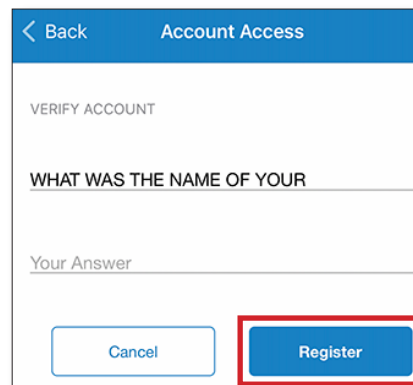 Back Account Access
VERIFY ACCOUNT
WHAT WAS THE NAME OF YOUR
Your Answer
Cancel Register